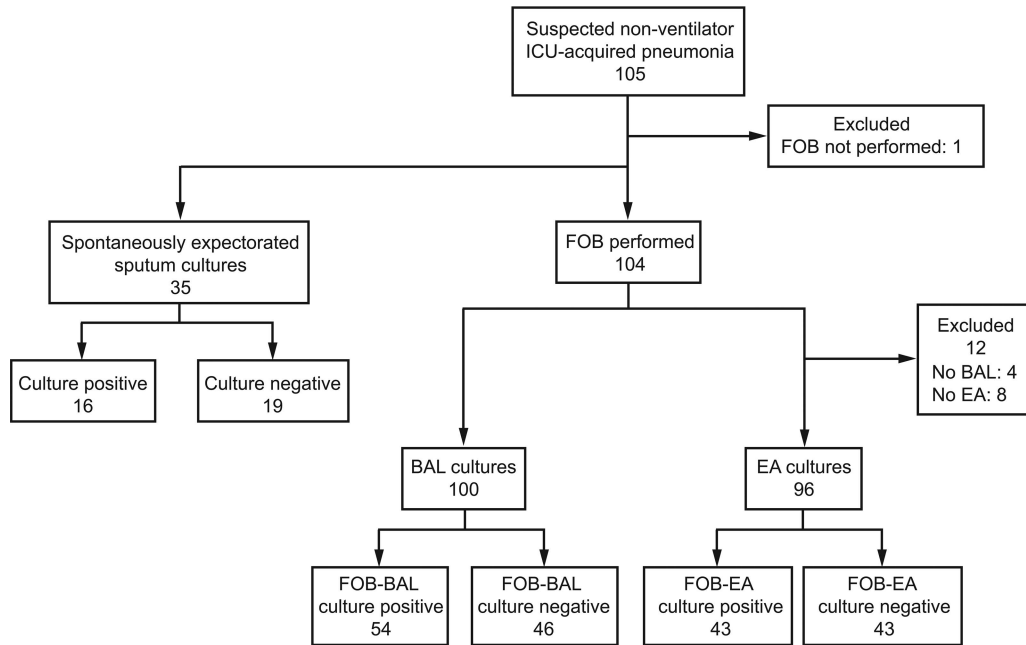 Suspected non-ventilator
ICU-acquired pneumonia
105
Excluded
FOB not performed: 1
Spontaneously expectorated
sputum cultures
35
FOB performed
104
Excluded
12
No BAL: 4
No EA: 8
Culture positive
16
Culture negative
19
BAL cultures
100
EA cultures
96
FOB-BAL
culture positive
54
FOB-BAL
culture negative
46
FOB-EA
culture positive
43
FOB-EA
culture negative
43